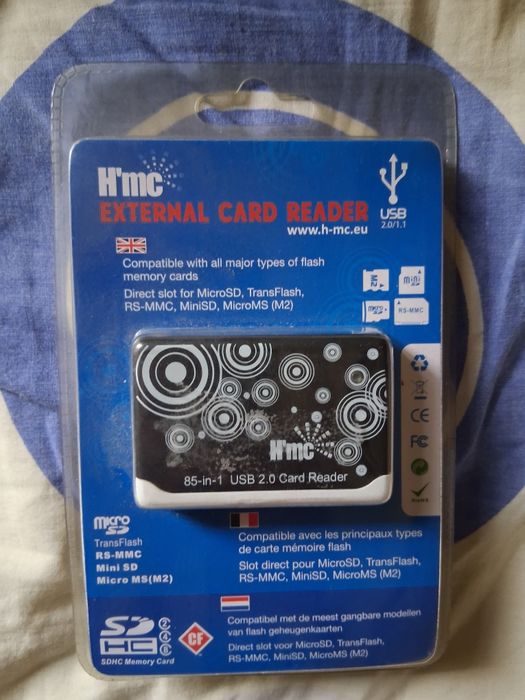 H'mc
EXTERNAL CARD READER
www.h-mc.eu
USB
2.0/1.1
Compatible with all major types of flash
memory cards
Direct slot for MicroSD, TransFlash,
RS-MMC, MiniSD, MicroMS (M2)
M2
mini
micro
RS-MMC
H'mc
85-in-1 USB 2.0 Card Reader
CE
FC
RoHS
micro
SD
TransFlash
RS-MMC
Mini SD
Micro MS(M2)
Compatible avec les principaux types
de carte mémoire flash
Slot direct pour MicroSD, TransFlash,
RS-MMC, MiniSD, MicroMS (M2)
Compatibel met de meest gangbare modellen
van flash geheugenkaarten
Direct slot voor MicroSD, TransFlash,
RS-MMC, MiniSD, MicroMS (M2)
SD
HC
2
4
6
SDHC Memory Card
CF